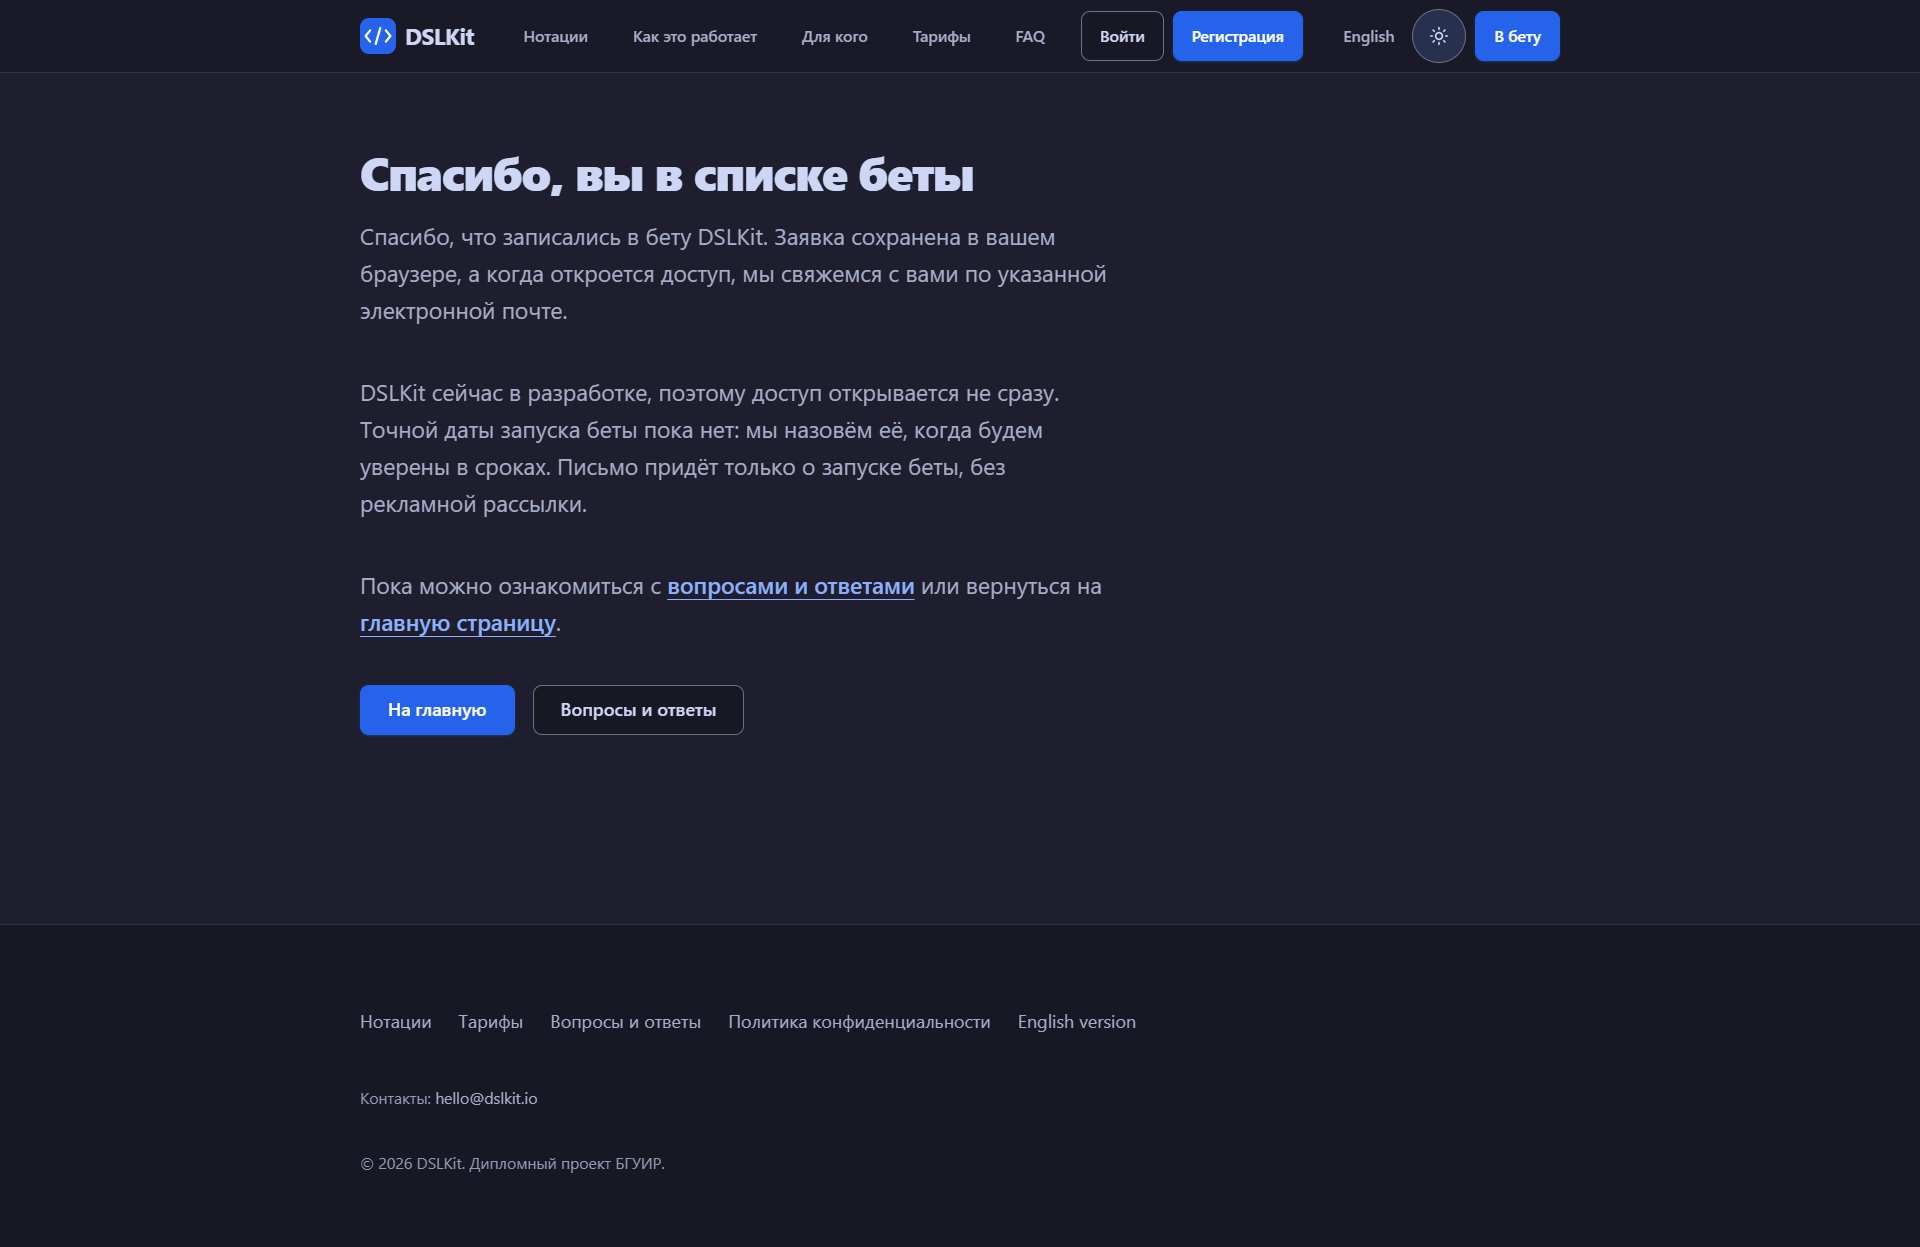 DSLKit Нотации Как это работает Для кого Тарифы FAQ Войти Регистрация English В бету
Спасибо, вы в списке беты
Спасибо, что записались в бету DSLKit. Заявка сохранена в вашем
браузере, а когда откроется доступ, мы свяжемся с вами по указанной
электронной почте.
DSLKit сейчас в разработке, поэтому доступ открывается не сразу.
Точной даты запуска беты пока нет: мы назовём её, когда будем
уверены в сроках. Письмо придёт только о запуске беты, без
рекламной рассылки.
Пока можно ознакомиться с вопросами и ответами или вернуться на
главную страницу.
На главную Вопросы и ответы
Нотации Тарифы Вопросы и ответы Политика конфиденциальности English version
Контакты: hello@dslkit.io
© 2026 DSLKit. Дипломный проект БГУИР.